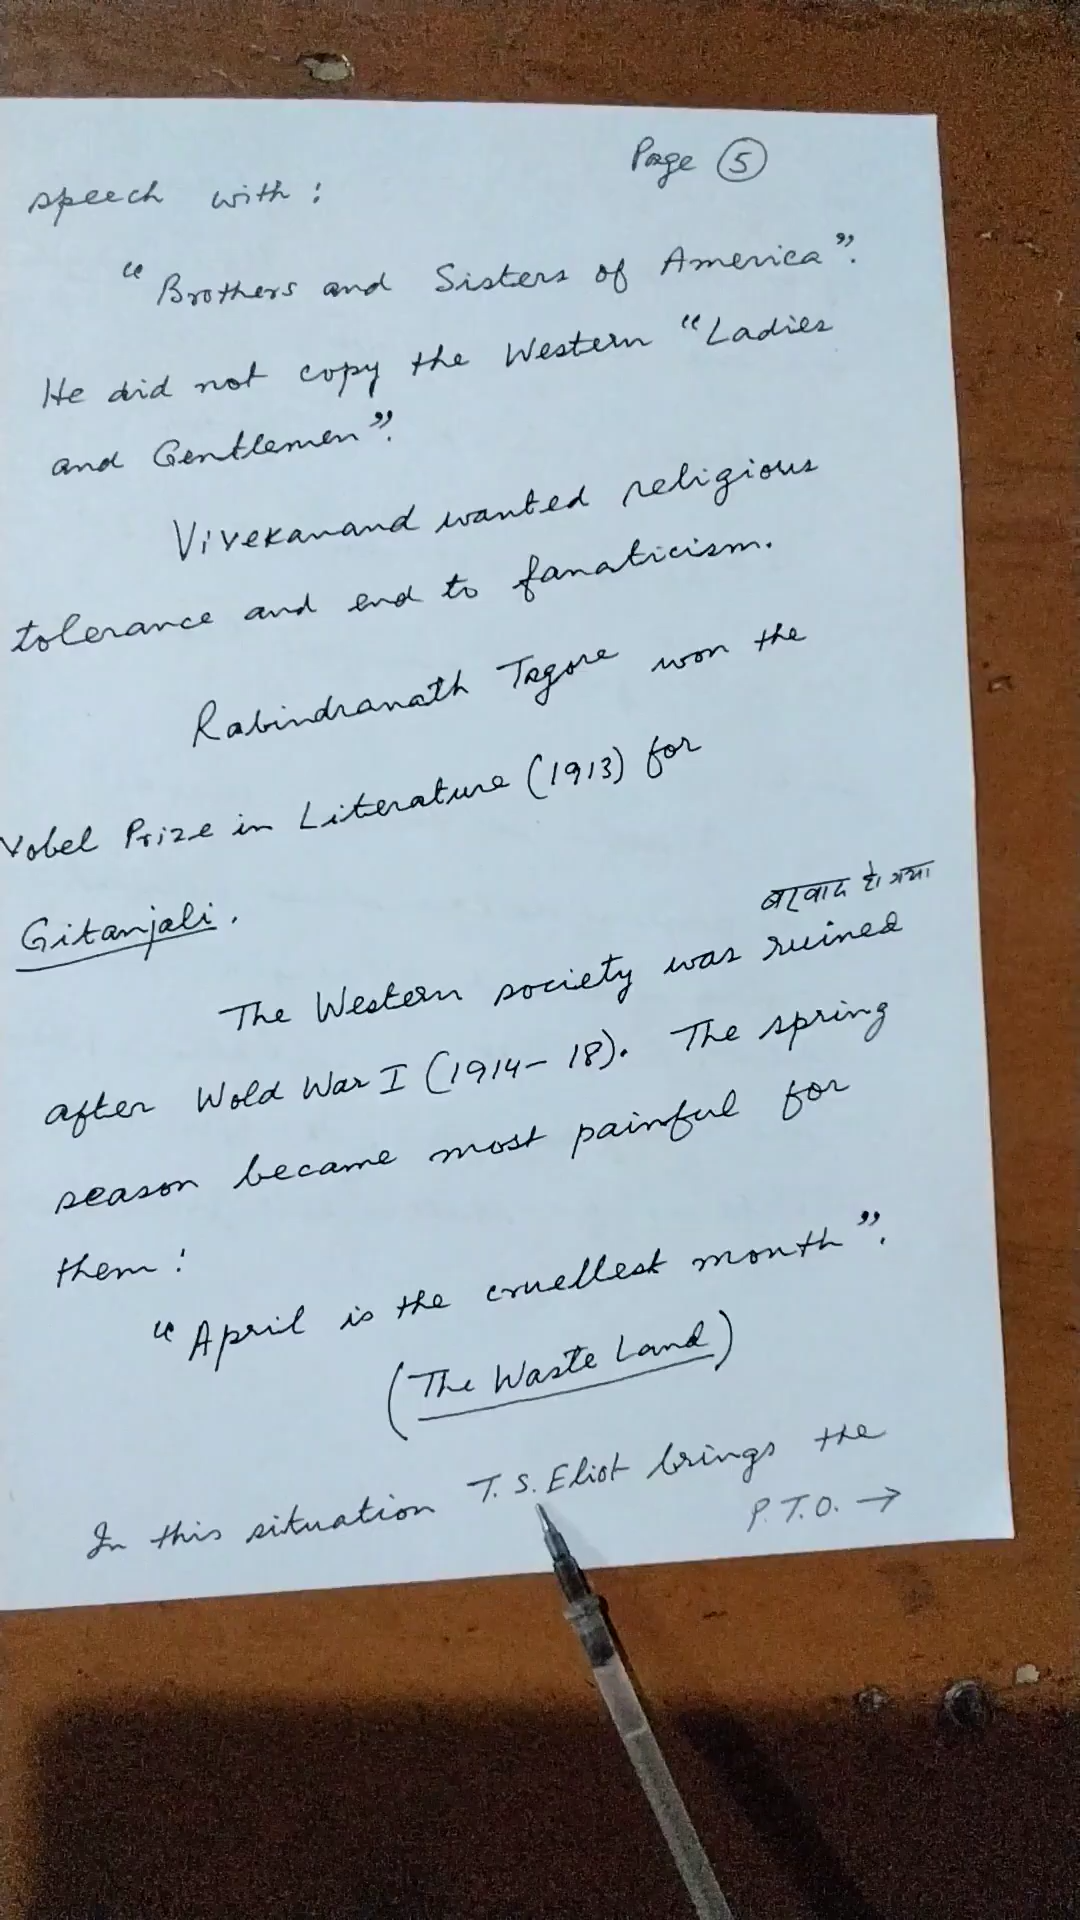 Page 5
speech with:
"Brothers and Sisters of America".
He did not copy the Western "Ladies
and Gentlemen".
Vivekanand wanted religious
tolerance and end to fanaticism.
Rabindranath Tagore won the
Nobel Prize in Literature (1913) for
Gitanjali.
बरबाद हो गया
The Western society was ruined
after Wold War I (1914-18). The spring
season became most painful for
them:
"April is the cruellest month".
(The Waste Land)
In this situation T.S. Eliot brings the
P.T.O. →